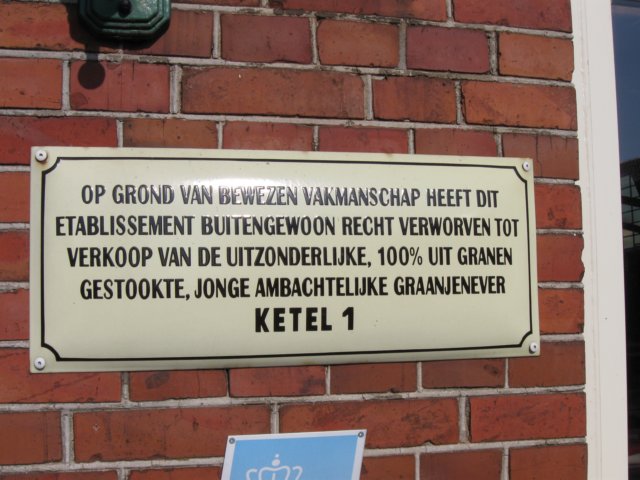 OP GROND VAN BEWEZEN VAKMANSCHAP HEEFT DIT
ETABLISSEMENT BUITENGEWOON RECHT VERWORVEN TOT
VERKOOP VAN DE UITZONDERLIJKE, 100% UIT GRANEN
GESTOOKTE, JONGE AMBACHTELIJKE GRAANJENEVER
KETEL 1